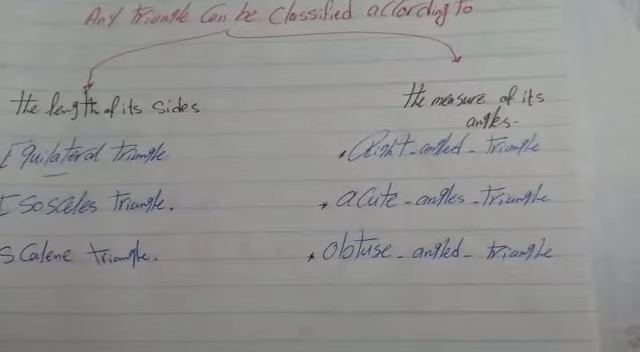 Any triangle Can be Classified according to
the length of its sides
the measure of its
angles.
Equilateral triangle.
Isosceles triangle.
Scalene triangle.
* Right-angled-triangle
* acute-angles-triangle
* obtuse-angled-triangle